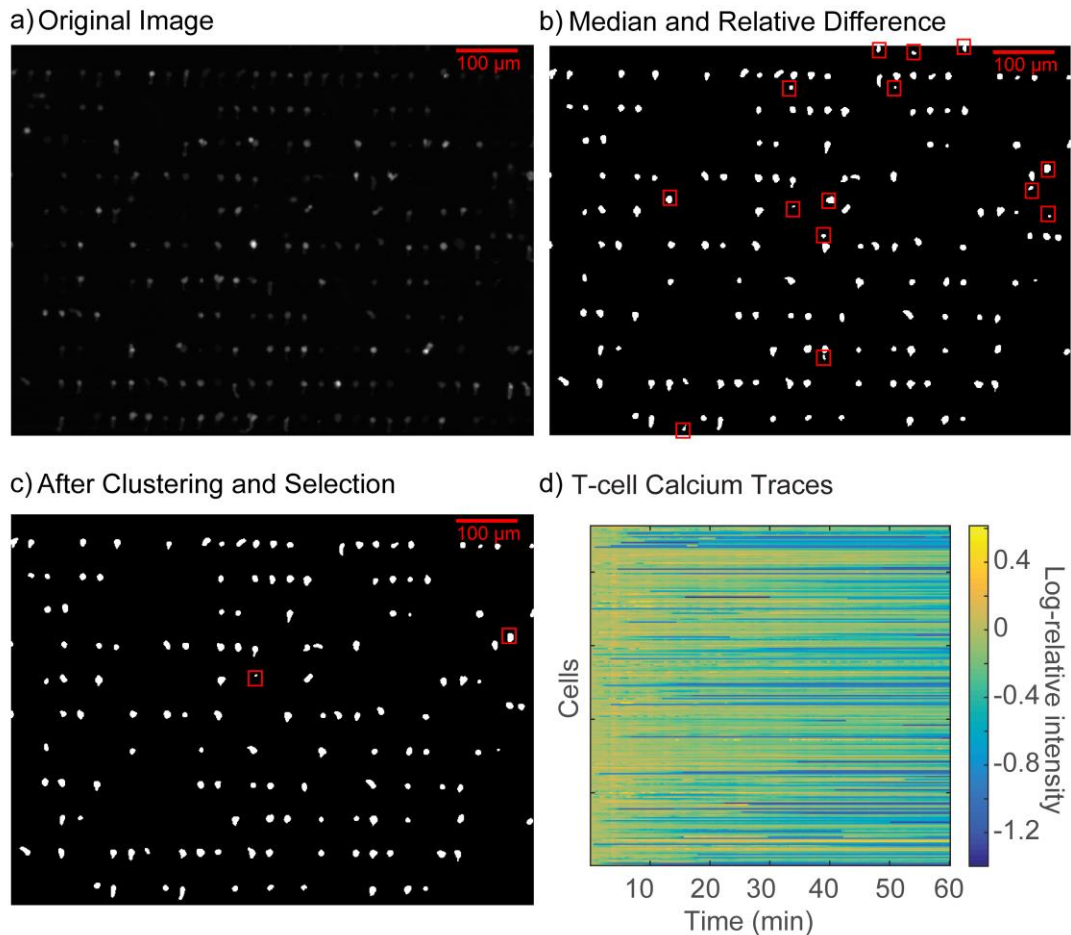 a) Original Image
100 µm
b) Median and Relative Difference
100 µm
c) After Clustering and Selection
100 µm
d) T-cell Calcium Traces
Cells
10 20 30 40 50 60
Time (min)
0.4
0
-0.4
-0.8
-1.2
Log-relative intensity